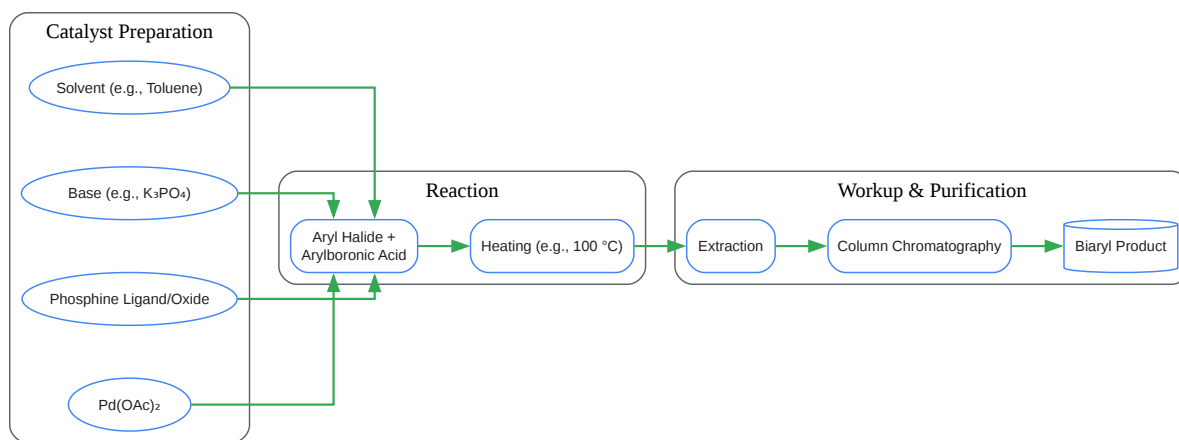 Catalyst Preparation
Solvent (e.g., Toluene)
Base (e.g., K₃PO₄)
Phosphine Ligand/Oxide
Pd(OAc)₂
Reaction
Aryl Halide +
Arylboronic Acid
Heating (e.g., 100 °C)
Workup & Purification
Extraction
Column Chromatography
Biaryl Product